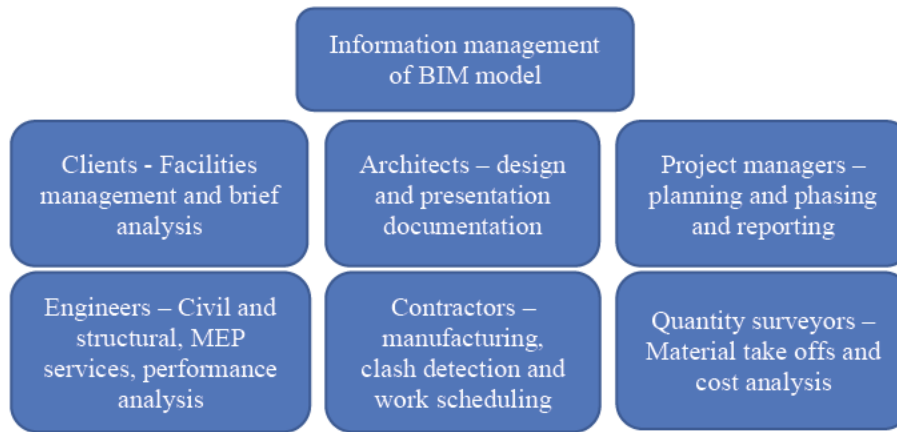 Information management
of BIM model
Clients - Facilities
management and brief
analysis
Architects – design
and presentation
documentation
Project managers –
planning and phasing
and reporting
Engineers – Civil and
structural, MEP
services, performance
analysis
Contractors –
manufacturing,
clash detection and
work scheduling
Quantity surveyors –
Material take offs and
cost analysis